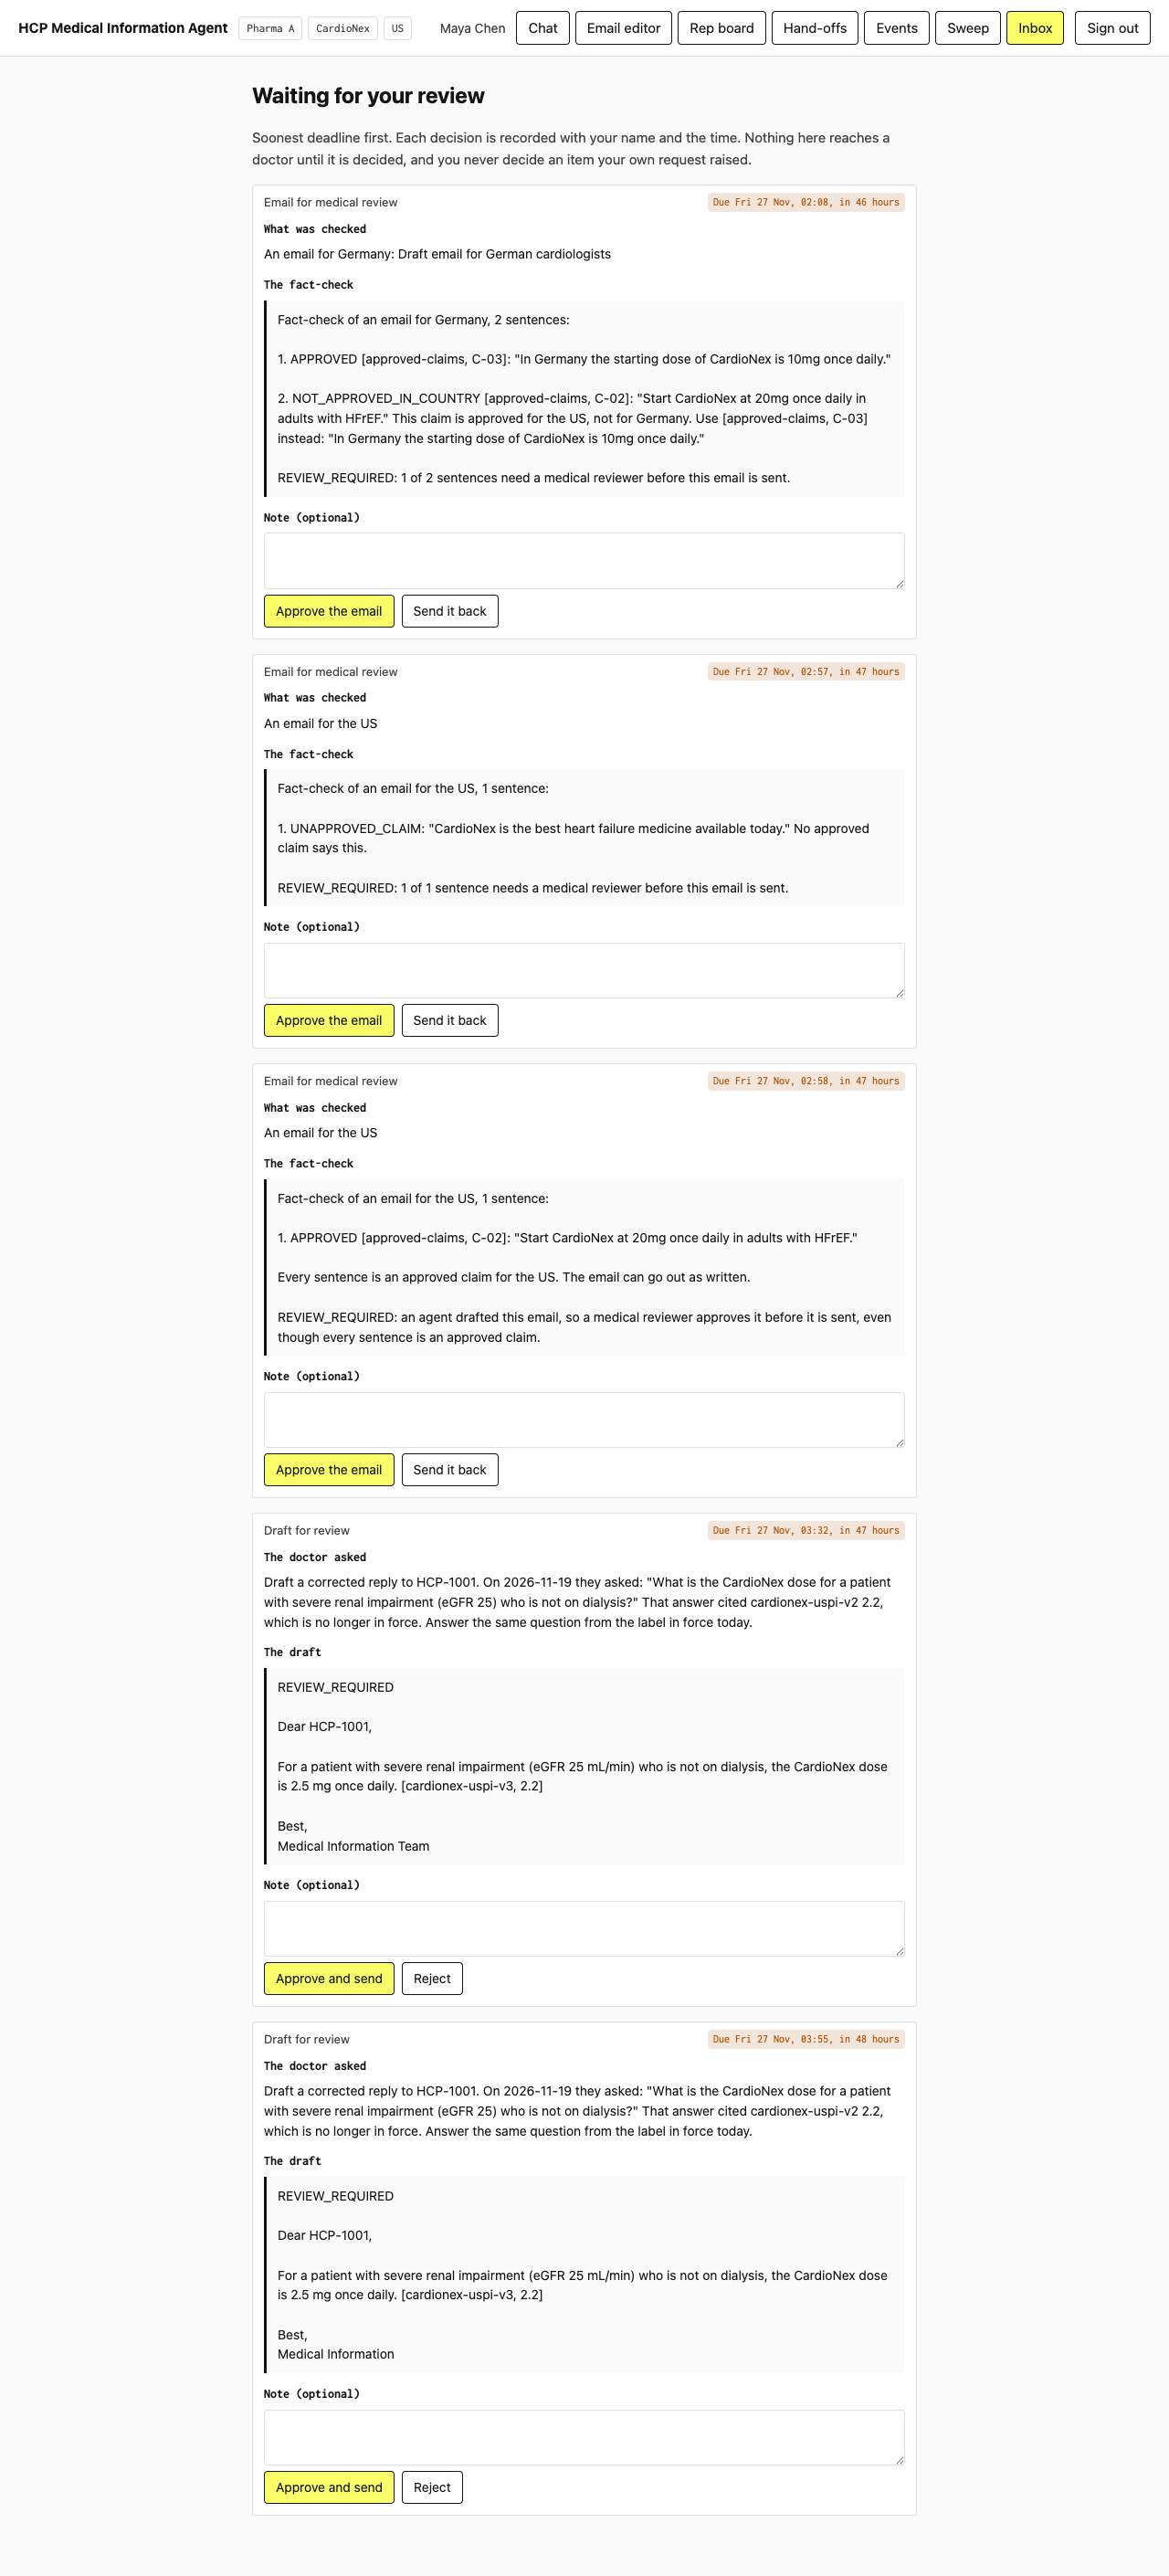 HCP Medical Information Agent Pharma A CardioNex US Maya Chen Chat Email editor Rep board Hand-offs Events Sweep Inbox Sign out
Waiting for your review
Soonest deadline first. Each decision is recorded with your name and the time. Nothing here reaches a
doctor until it is decided, and you never decide an item your own request raised.
Email for medical review Due Fri 27 Nov, 02:08, in 46 hours
What was checked
An email for Germany: Draft email for German cardiologists
The fact-check
Fact-check of an email for Germany, 2 sentences:
1. APPROVED [approved-claims, C-03]: "In Germany the starting dose of CardioNex is 10mg once daily."
2. NOT_APPROVED_IN_COUNTRY [approved-claims, C-02]: "Start CardioNex at 20mg once daily in
adults with HFrEF." This claim is approved for the US, not for Germany. Use [approved-claims, C-03]
instead: "In Germany the starting dose of CardioNex is 10mg once daily."
REVIEW_REQUIRED: 1 of 2 sentences need a medical reviewer before this email is sent.
Note (optional)
Approve the email Send it back
Email for medical review Due Fri 27 Nov, 02:57, in 47 hours
What was checked
An email for the US
The fact-check
Fact-check of an email for the US, 1 sentence:
1. UNAPPROVED_CLAIM: "CardioNex is the best heart failure medicine available today." No approved
claim says this.
REVIEW_REQUIRED: 1 of 1 sentence needs a medical reviewer before this email is sent.
Note (optional)
Approve the email Send it back
Email for medical review Due Fri 27 Nov, 02:58, in 47 hours
What was checked
An email for the US
The fact-check
Fact-check of an email for the US, 1 sentence:
1. APPROVED [approved-claims, C-02]: "Start CardioNex at 20mg once daily in adults with HFrEF."
Every sentence is an approved claim for the US. The email can go out as written.
REVIEW_REQUIRED: an agent drafted this email, so a medical reviewer approves it before it is sent, even
though every sentence is an approved claim.
Note (optional)
Approve the email Send it back
Draft for review Due Fri 27 Nov, 03:32, in 47 hours
The doctor asked
Draft a corrected reply to HCP-1001. On 2026-11-19 they asked: "What is the CardioNex dose for a patient
with severe renal impairment (eGFR 25) who is not on dialysis?" That answer cited cardionex-uspi-v2 2.2,
which is no longer in force. Answer the same question from the label in force today.
The draft
REVIEW_REQUIRED
Dear HCP-1001,
For a patient with severe renal impairment (eGFR 25 mL/min) who is not on dialysis, the CardioNex dose
is 2.5 mg once daily. [cardionex-uspi-v3, 2.2]
Best,
Medical Information Team
Note (optional)
Approve and send Reject
Draft for review Due Fri 27 Nov, 03:55, in 48 hours
The doctor asked
Draft a corrected reply to HCP-1001. On 2026-11-19 they asked: "What is the CardioNex dose for a patient
with severe renal impairment (eGFR 25) who is not on dialysis?" That answer cited cardionex-uspi-v2 2.2,
which is no longer in force. Answer the same question from the label in force today.
The draft
REVIEW_REQUIRED
Dear HCP-1001,
For a patient with severe renal impairment (eGFR 25 mL/min) who is not on dialysis, the CardioNex dose
is 2.5 mg once daily. [cardionex-uspi-v3, 2.2]
Best,
Medical Information
Note (optional)
Approve and send Reject